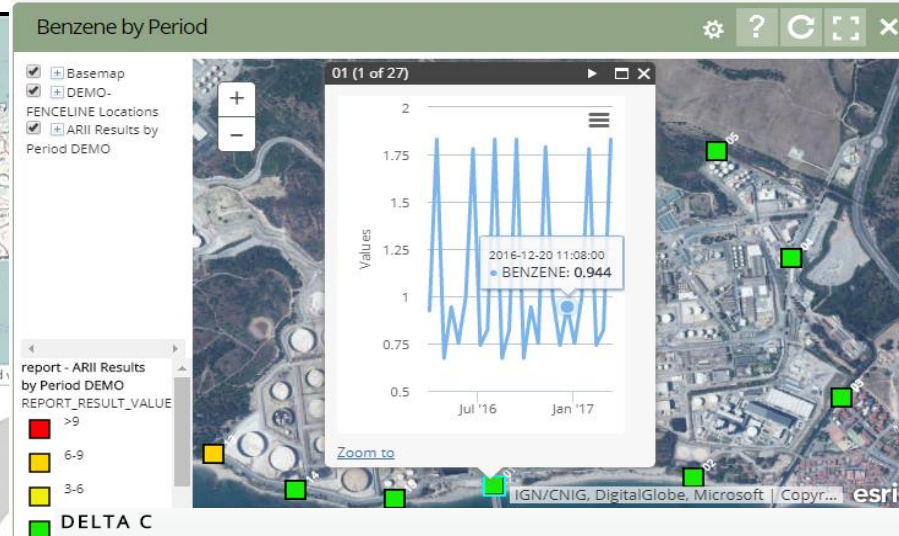 Benzene by Period
Basemap
DEMO-
FENCELINE Locations
ARII Results by
Period DEMO
report - ARII Results
by Period DEMO
REPORT_RESULT_VALUE
>9
6-9
3-6
DELTA C
01 (1 of 27)
2
1.75
1.5
1.25
1
0.75
0.5
Values
2016-12-20 11:08:00
BENZENE: 0.944
Jul '16
Jan '17
Zoom to
05
02
IGN/CNIG, DigitalGlobe, Microsoft | Copyr...
esri